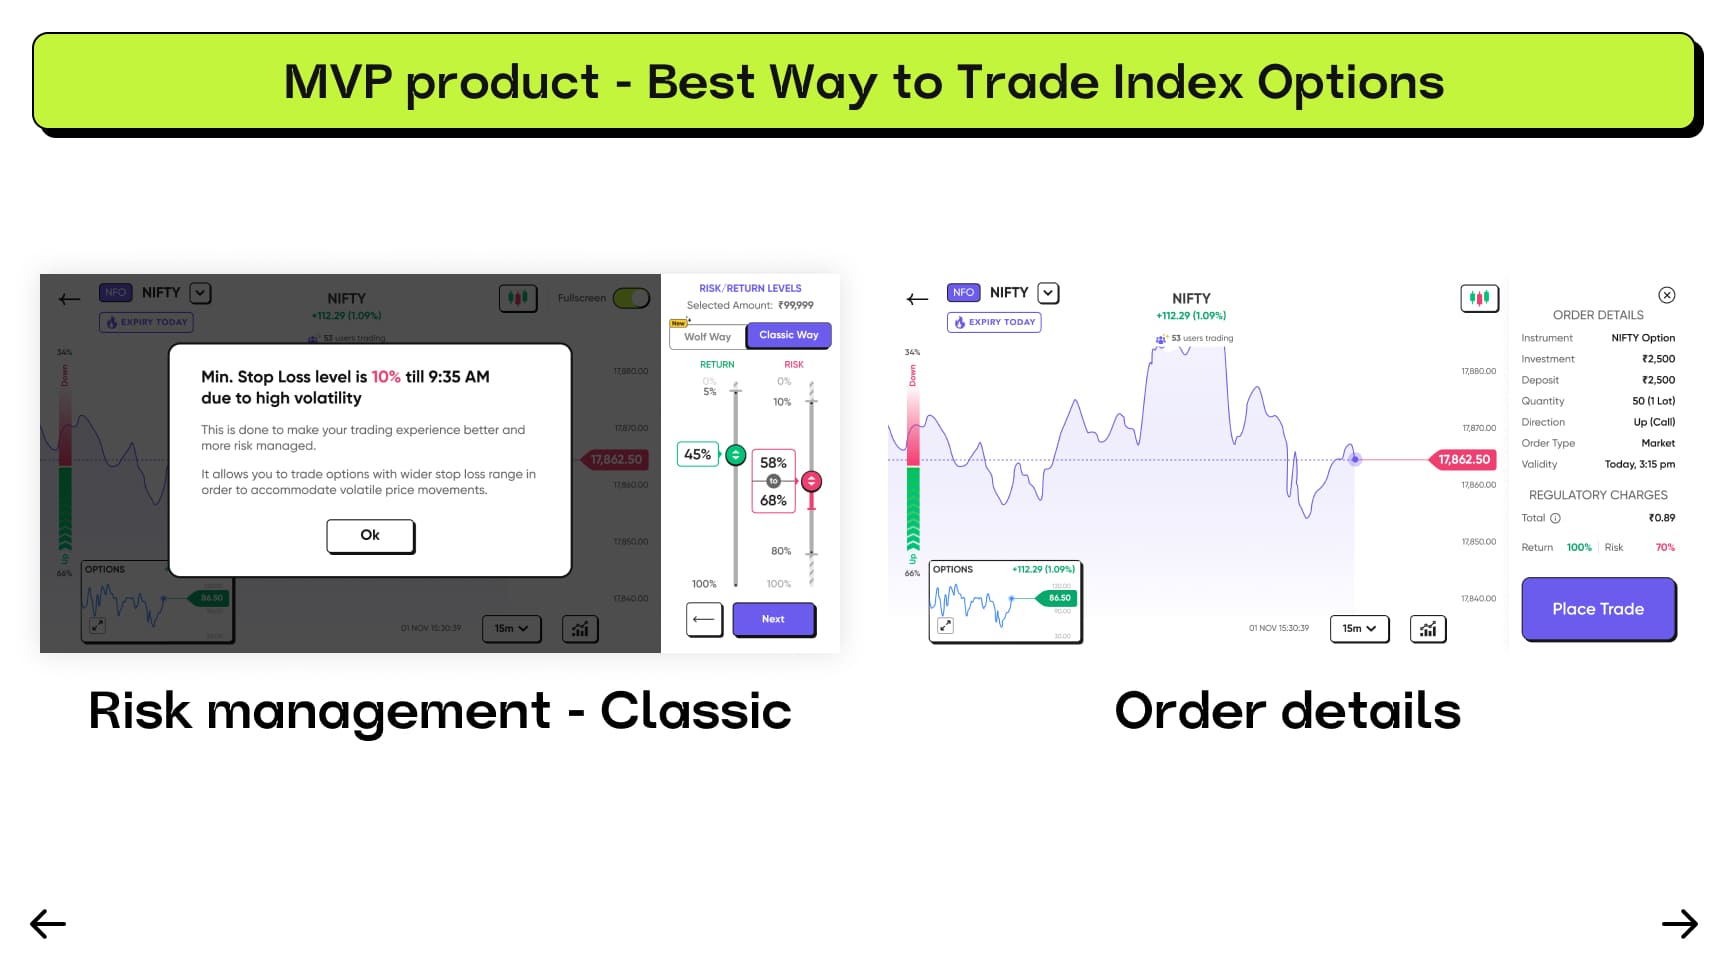 MVP product - Best Way to Trade Index Options
NFO NIFTY
EXPIRY TODAY
NIFTY
+112.29 (1.09%)
53 users trading
Fullscreen
34%
Down
Up
66%
17,880.00
17,870.00
17,862.50
17,860.00
17,850.00
17,840.00
Min. Stop Loss level is 10% till 9:35 AM
due to high volatility
This is done to make your trading experience better and
more risk managed.
It allows you to trade options with wider stop loss range in
order to accommodate volatile price movements.
Ok
OPTIONS
86.50
01 NOV 15:30:39
15m
RISK/RETURN LEVELS
Selected Amount: ₹99,999
New
Wolf Way
Classic Way
RETURN
RISK
0%
5%
0%
10%
45%
58%
to
68%
80%
100%
100%
Next
Risk management - Classic
NFO NIFTY
EXPIRY TODAY
NIFTY
+112.29 (1.09%)
53 users trading
34%
Down
Up
66%
17,880.00
17,870.00
17,862.50
17,860.00
17,850.00
17,840.00
OPTIONS
+112.29 (1.09%)
120.00
86.50
90.00
30.00
01 NOV 15:30:39
15m
ORDER DETAILS
Instrument NIFTY Option
Investment ₹2,500
Deposit ₹2,500
Quantity 50 (1 Lot)
Direction Up (Call)
Order Type Market
Validity Today, 3:15 pm
REGULATORY CHARGES
Total ₹0.89
Return 100% Risk 70%
Place Trade
Order details